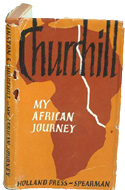 Churchill
MY
AFRICAN
JOURNEY
HOLLAND PRESS - SPEARMAN